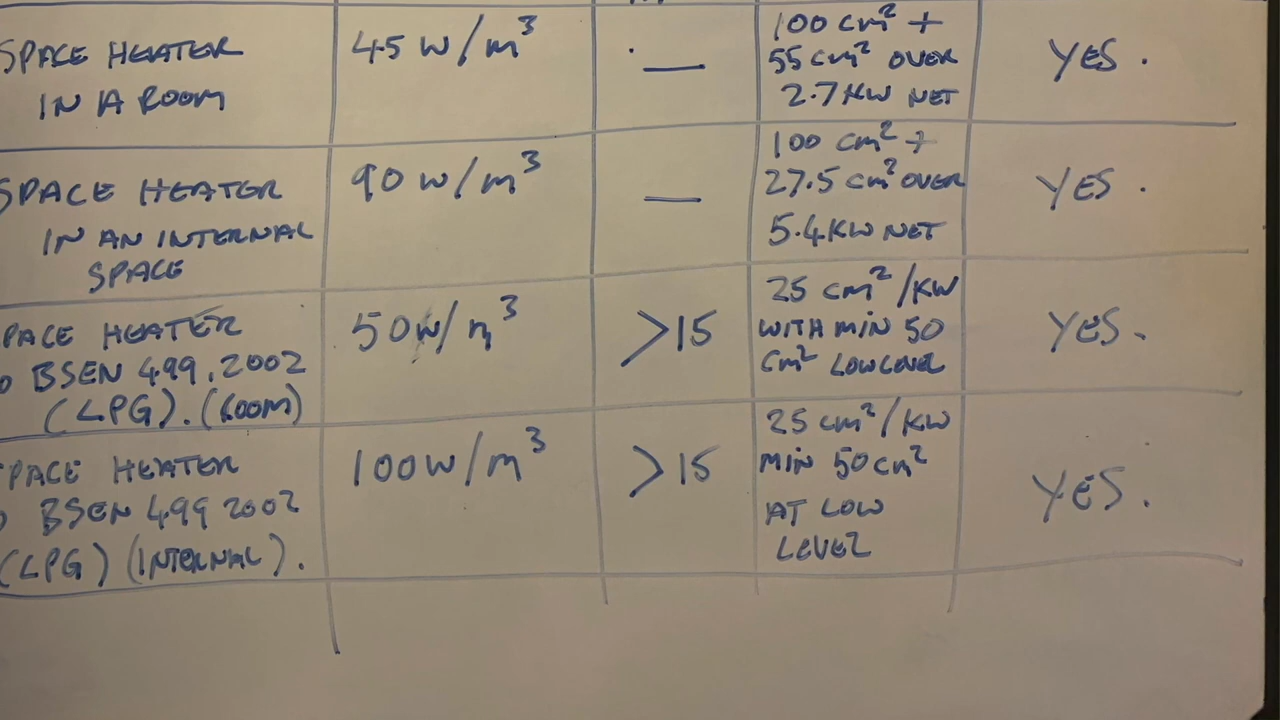 SPACE HEATER
IN A ROOM
45 W/m³
—
100 cm² +
55 cm² OVER
2.7 KW NET
YES.
SPACE HEATER
IN AN INTERNAL
SPACE
90 W/m³
—
100 cm² +
27.5 cm² OVER
5.4 KW NET
YES.
PACE HEATER
O BSEN 499.2002
(LPG). (ROOM)
50 W/m³
>15
25 cm²/KW
WITH MIN 50
cm² LOW LEVEL
YES.
PACE HEATER
O BSEN 499 2002
(LPG) (INTERNAL).
100 W/m³
>15
25 cm²/KW
MIN 50 cm²
AT LOW
LEVEL
YES.